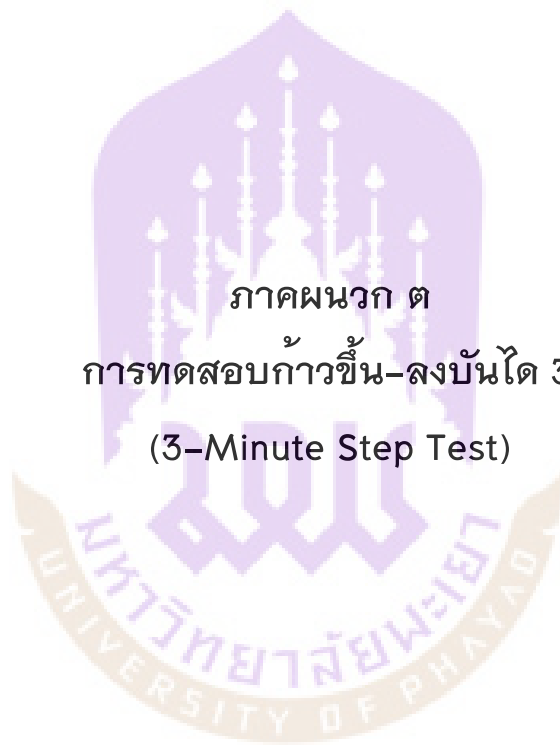 ภาคผนวก ต
การทดสอบก้าวขึ้น-ลงบันได 3
(3-Minute Step Test)
มหาวิทยาลัยพะเยา
UNIVERSITY OF PHAYAO